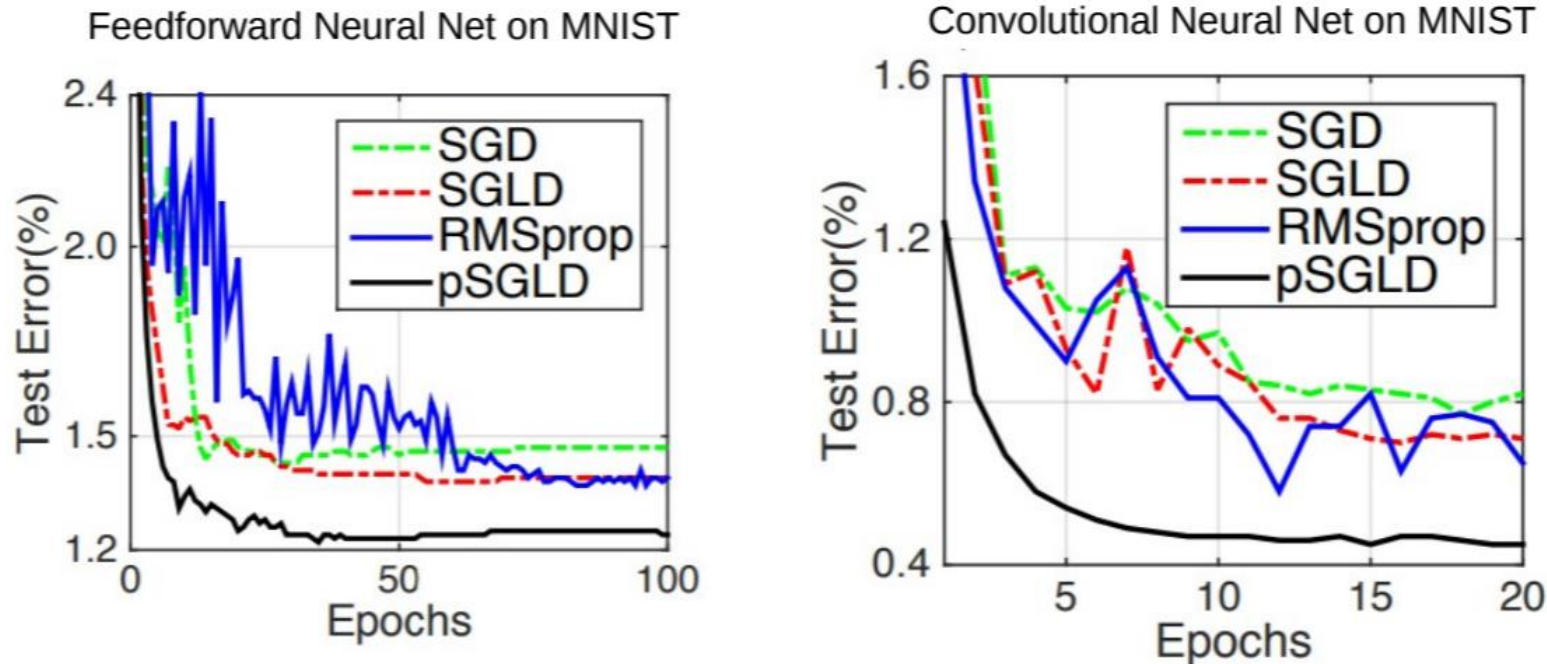 Feedforward Neural Net on MNIST
2.4
2.0
1.5
1.2
Test Error(%)
SGD
SGLD
RMSprop
pSGLD
0
50
100
Epochs
Convolutional Neural Net on MNIST
1.6
1.2
0.8
0.4
Test Error(%)
SGD
SGLD
RMSprop
pSGLD
5
10
15
20
Epochs